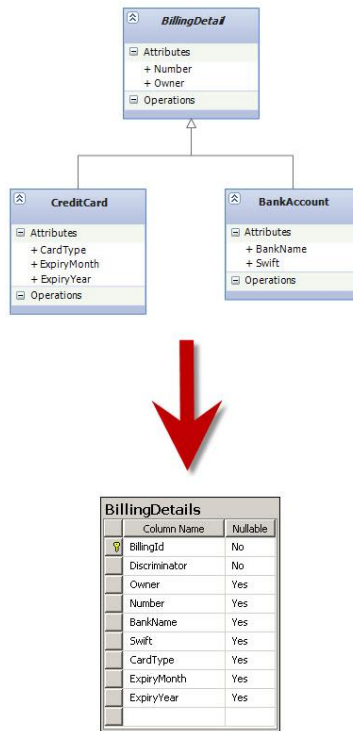 BillingDetail
Attributes
+ Number
+ Owner
Operations
CreditCard
Attributes
+ CardType
+ ExpiryMonth
+ ExpiryYear
Operations
BankAccount
Attributes
+ BankName
+ Swift
Operations
BillingDetails
Column Name Nullable
BillingId No
Discriminator No
Owner Yes
Number Yes
BankName Yes
Swift Yes
CardType Yes
ExpiryMonth Yes
ExpiryYear Yes